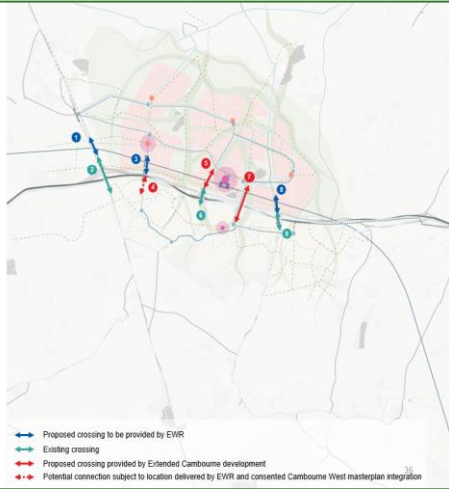 1
2
3
4
5
6
7
8
9
Proposed crossing to be provided by EWR
Existing crossing
Proposed crossing provided by Extended Cambourne development
Potential connection subject to location delivered by EWR and consented Cambourne West masterplan integration
36